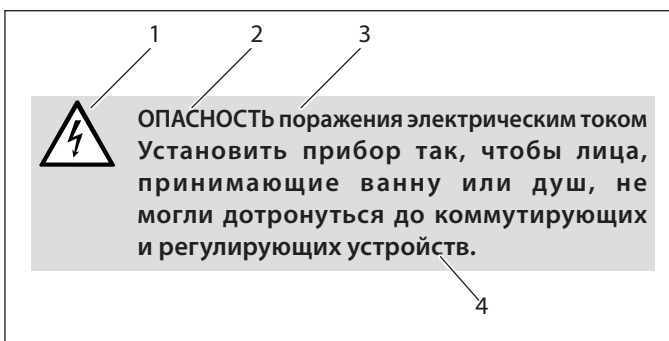 1 2 3
ОПАСНОСТЬ поражения электрическим током
Установить прибор так, чтобы лица,
принимающие ванну или душ, не
могли дотронуться до коммутирующих
и регулирующих устройств.
4